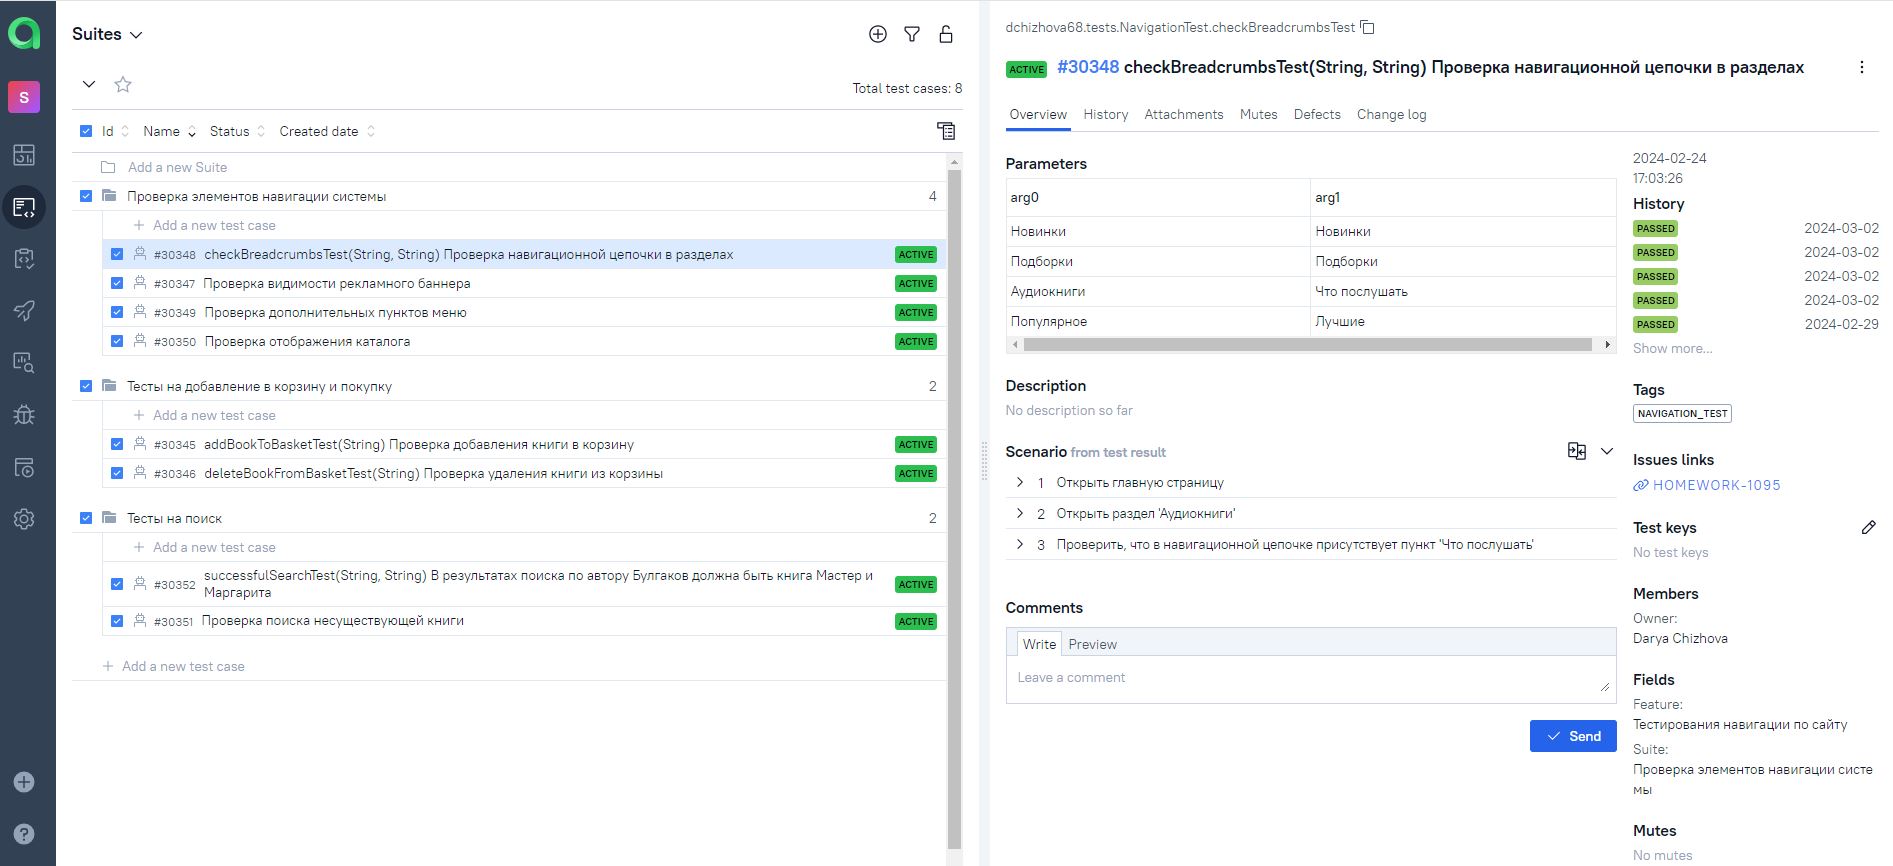 Suites
Total test cases: 8
Id Name Status Created date
Add a new Suite
Проверка элементов навигации системы 4
Add a new test case
#30348 checkBreadcrumbsTest(String, String) Проверка навигационной цепочки в разделах ACTIVE
#30347 Проверка видимости рекламного баннера ACTIVE
#30349 Проверка дополнительных пунктов меню ACTIVE
#30350 Проверка отображения каталога ACTIVE
Тесты на добавление в корзину и покупку 2
Add a new test case
#30345 addBookToBasketTest(String) Проверка добавления книги в корзину ACTIVE
#30346 deleteBookFromBasketTest(String) Проверка удаления книги из корзины ACTIVE
Тесты на поиск 2
Add a new test case
#30352 successfulSearchTest(String, String) В результатах поиска по автору Булгаков должна быть книга Мастер и
Маргарита ACTIVE
#30351 Проверка поиска несуществующей книги ACTIVE
Add a new test case
S
dchizhova68.tests.NavigationTest.checkBreadcrumbsTest
ACTIVE #30348 checkBreadcrumbsTest(String, String) Проверка навигационной цепочки в разделах
Overview History Attachments Mutes Defects Change log
Parameters
arg0 arg1
Новинки Новинки
Подборки Подборки
Аудиокниги Что послушать
Популярное Лучшие
Description
No description so far
Scenario from test result
1 Открыть главную страницу
2 Открыть раздел 'Аудиокниги'
3 Проверить, что в навигационной цепочке присутствует пункт 'Что послушать'
Comments
Write Preview
Leave a comment
Send
2024-02-24
17:03:26
History
PASSED 2024-03-02
PASSED 2024-03-02
PASSED 2024-03-02
PASSED 2024-03-02
PASSED 2024-02-29
Show more...
Tags
NAVIGATION_TEST
Issues links
HOMEWORK-1095
Test keys
No test keys
Members
Owner:
Darya Chizhova
Fields
Feature:
Тестирования навигации по сайту
Suite:
Проверка элементов навигации систе
мы
Mutes
No mutes